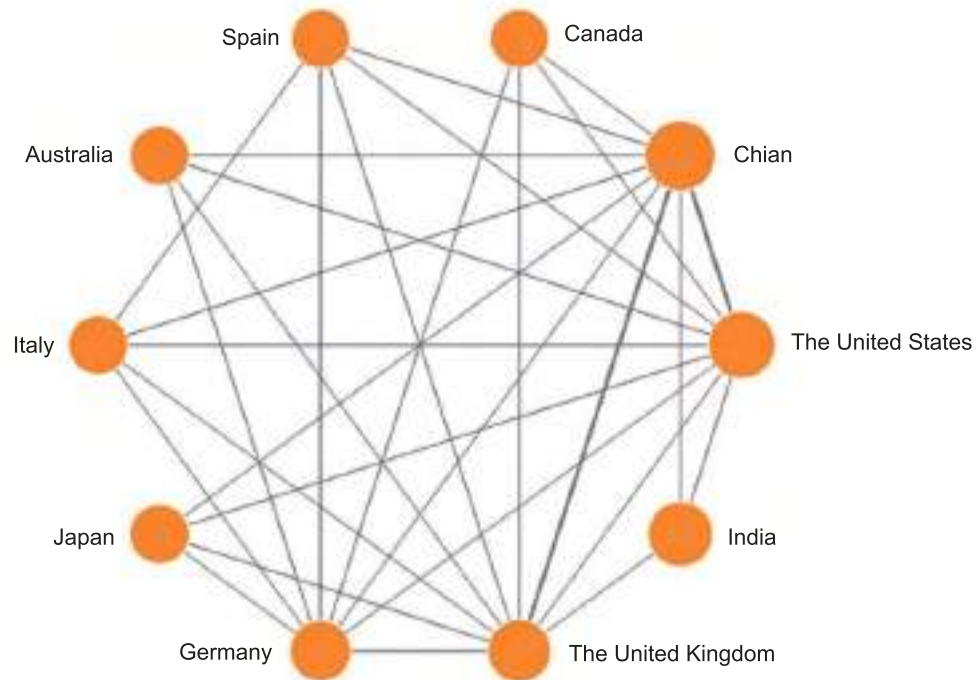 Spain
Canada
Australia
Chian
Italy
The United States
Japan
India
Germany
The United Kingdom